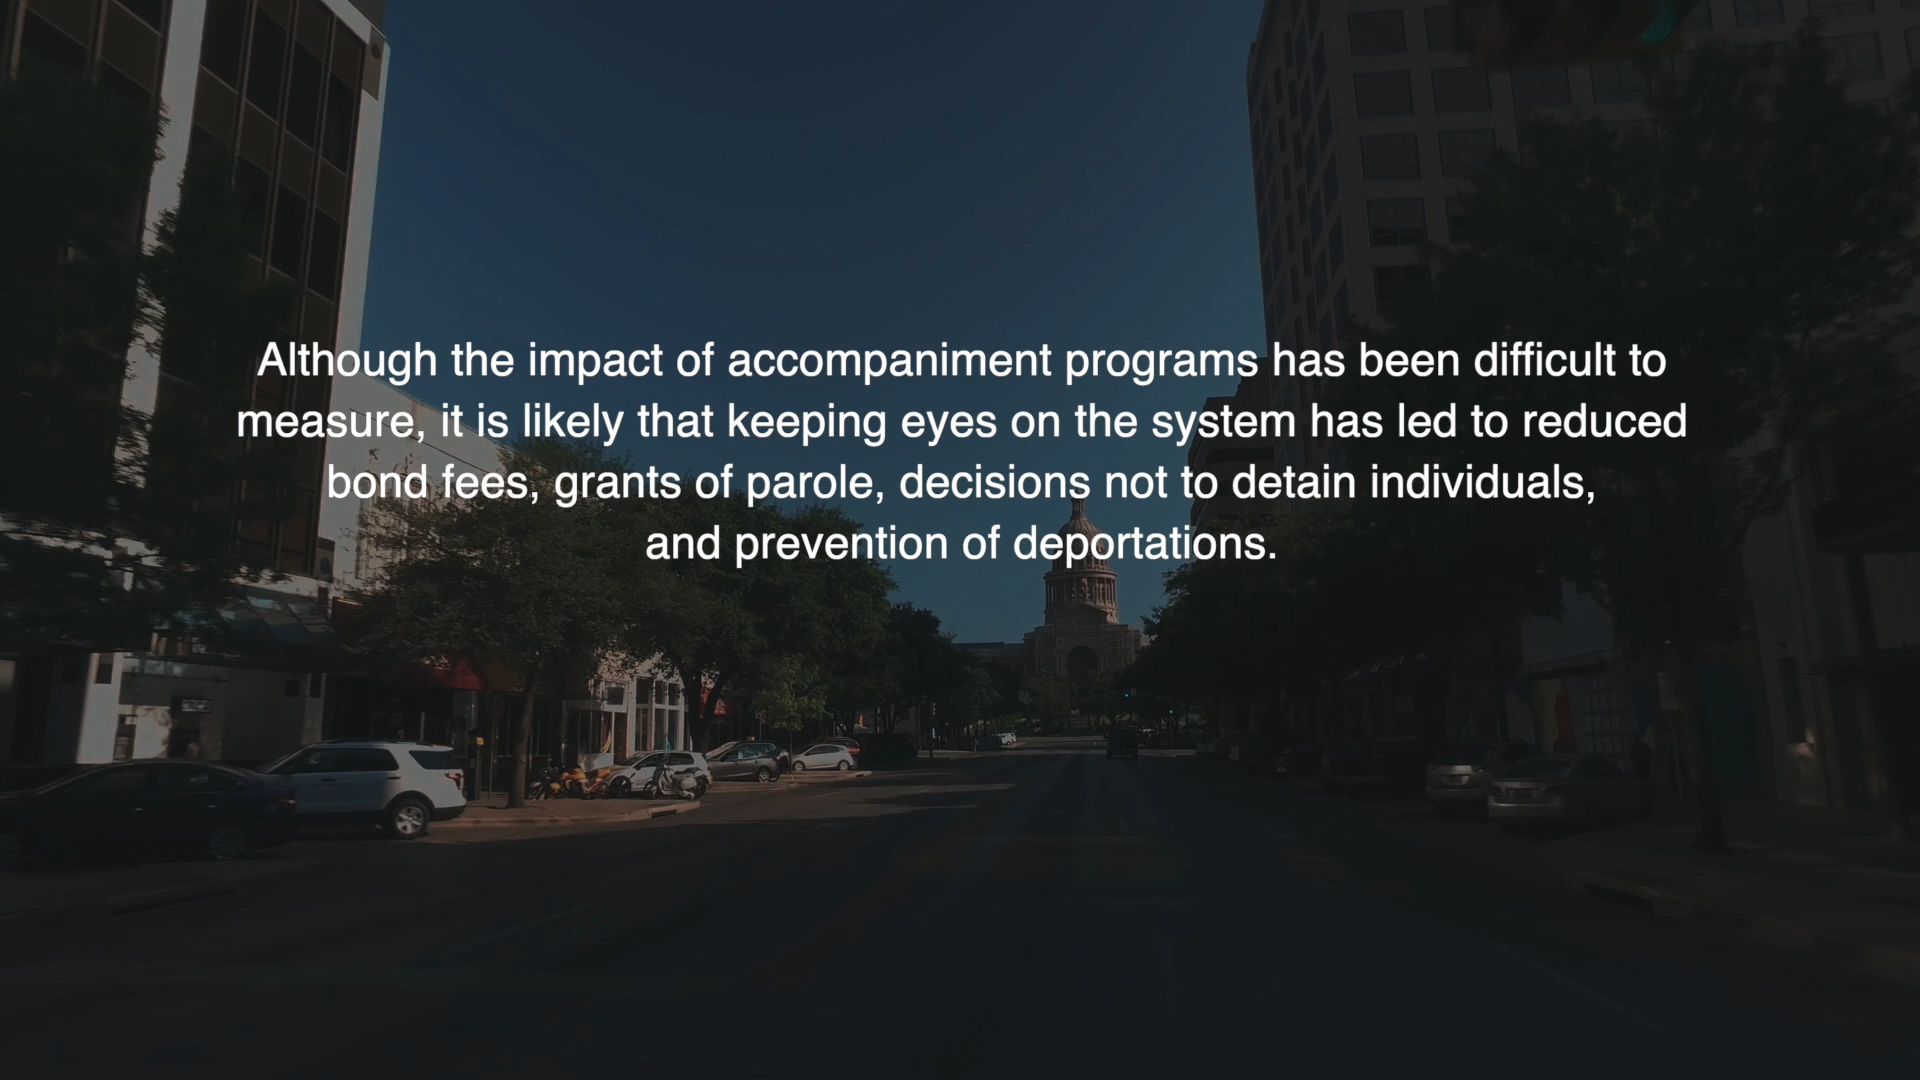 Although the impact of accompaniment programs has been difficult to
measure, it is likely that keeping eyes on the system has led to reduced
bond fees, grants of parole, decisions not to detain individuals,
and prevention of deportations.